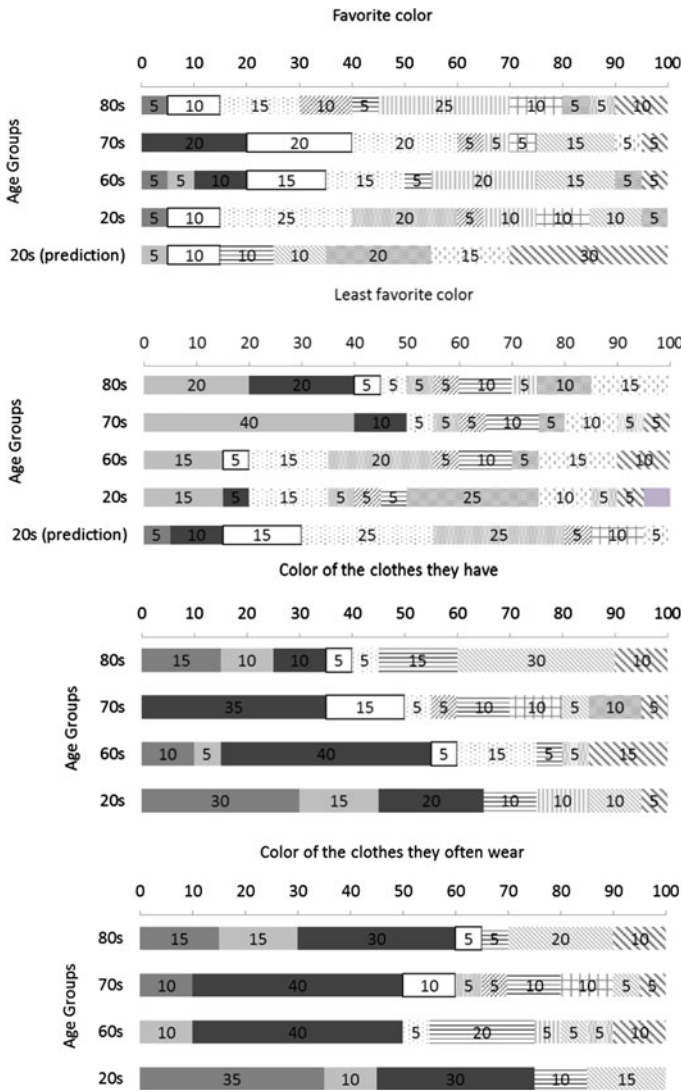 Favorite color
0 10 20 30 40 50 60 70 80 90 100
Age Groups
80s 5 10 15 10 5 25 10 5 5 10
70s 20 20 20 5 5 5 15 5 5
60s 5 5 10 15 15 5 20 15 5 5
20s 5 10 25 20 5 10 10 10 5
20s (prediction) 5 10 10 10 20 15 30
Least favorite color
0 10 20 30 40 50 60 70 80 90 100
Age Groups
80s 20 20 5 5 5 5 10 5 10 15
70s 40 10 5 5 5 10 5 10 5 5
60s 15 5 15 20 5 10 5 15 10
20s 15 5 15 5 5 5 25 10 5 5
20s (prediction) 5 10 15 25 25 5 10 5
Color of the clothes they have
0 10 20 30 40 50 60 70 80 90 100
Age Groups
80s 15 10 10 5 5 15 30 10
70s 35 15 5 5 10 10 5 10 5
60s 10 5 40 5 15 5 5 15
20s 30 15 20 10 10 10 5
Color of the clothes they often wear
0 10 20 30 40 50 60 70 80 90 100
Age Groups
80s 15 15 30 5 5 20 10
70s 10 40 10 5 5 10 10 5 5
60s 10 40 5 20 5 5 5 10
20s 35 10 30 10 15